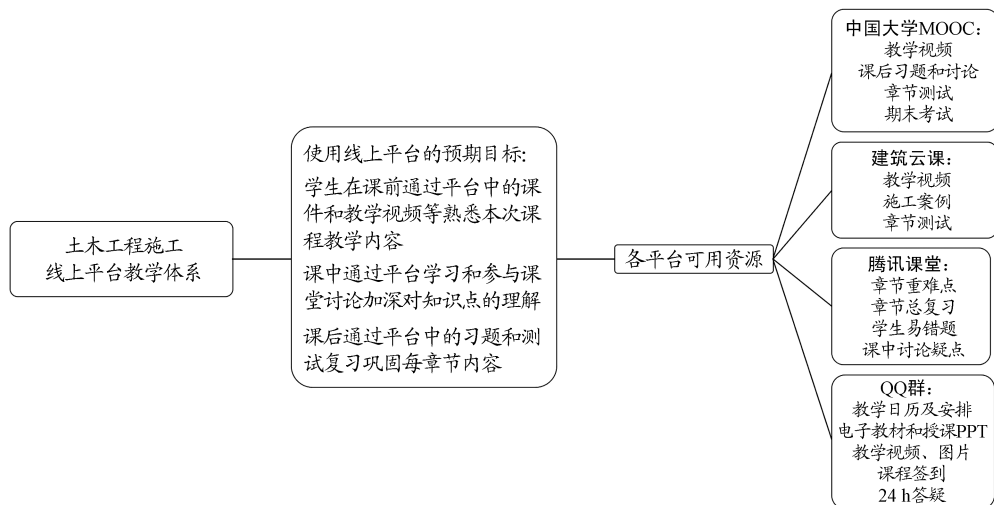 土木工程施工
线上平台教学体系
使用线上平台的预期目标:
学生在课前通过平台中的课
件和教学视频等熟悉本次课
程教学内容
课中通过平台学习和参与课
堂讨论加深对知识点的理解
课后通过平台中的习题和测
试复习巩固每章节内容
各平台可用资源
中国大学MOOC：
教学视频
课后习题和讨论
章节测试
期末考试
建筑云课：
教学视频
施工案例
章节测试
腾讯课堂：
章节重难点
章节总复习
学生易错题
课中讨论疑点
QQ群：
教学日历及安排
电子教材和授课PPT
教学视频、图片
课程签到
24 h答疑